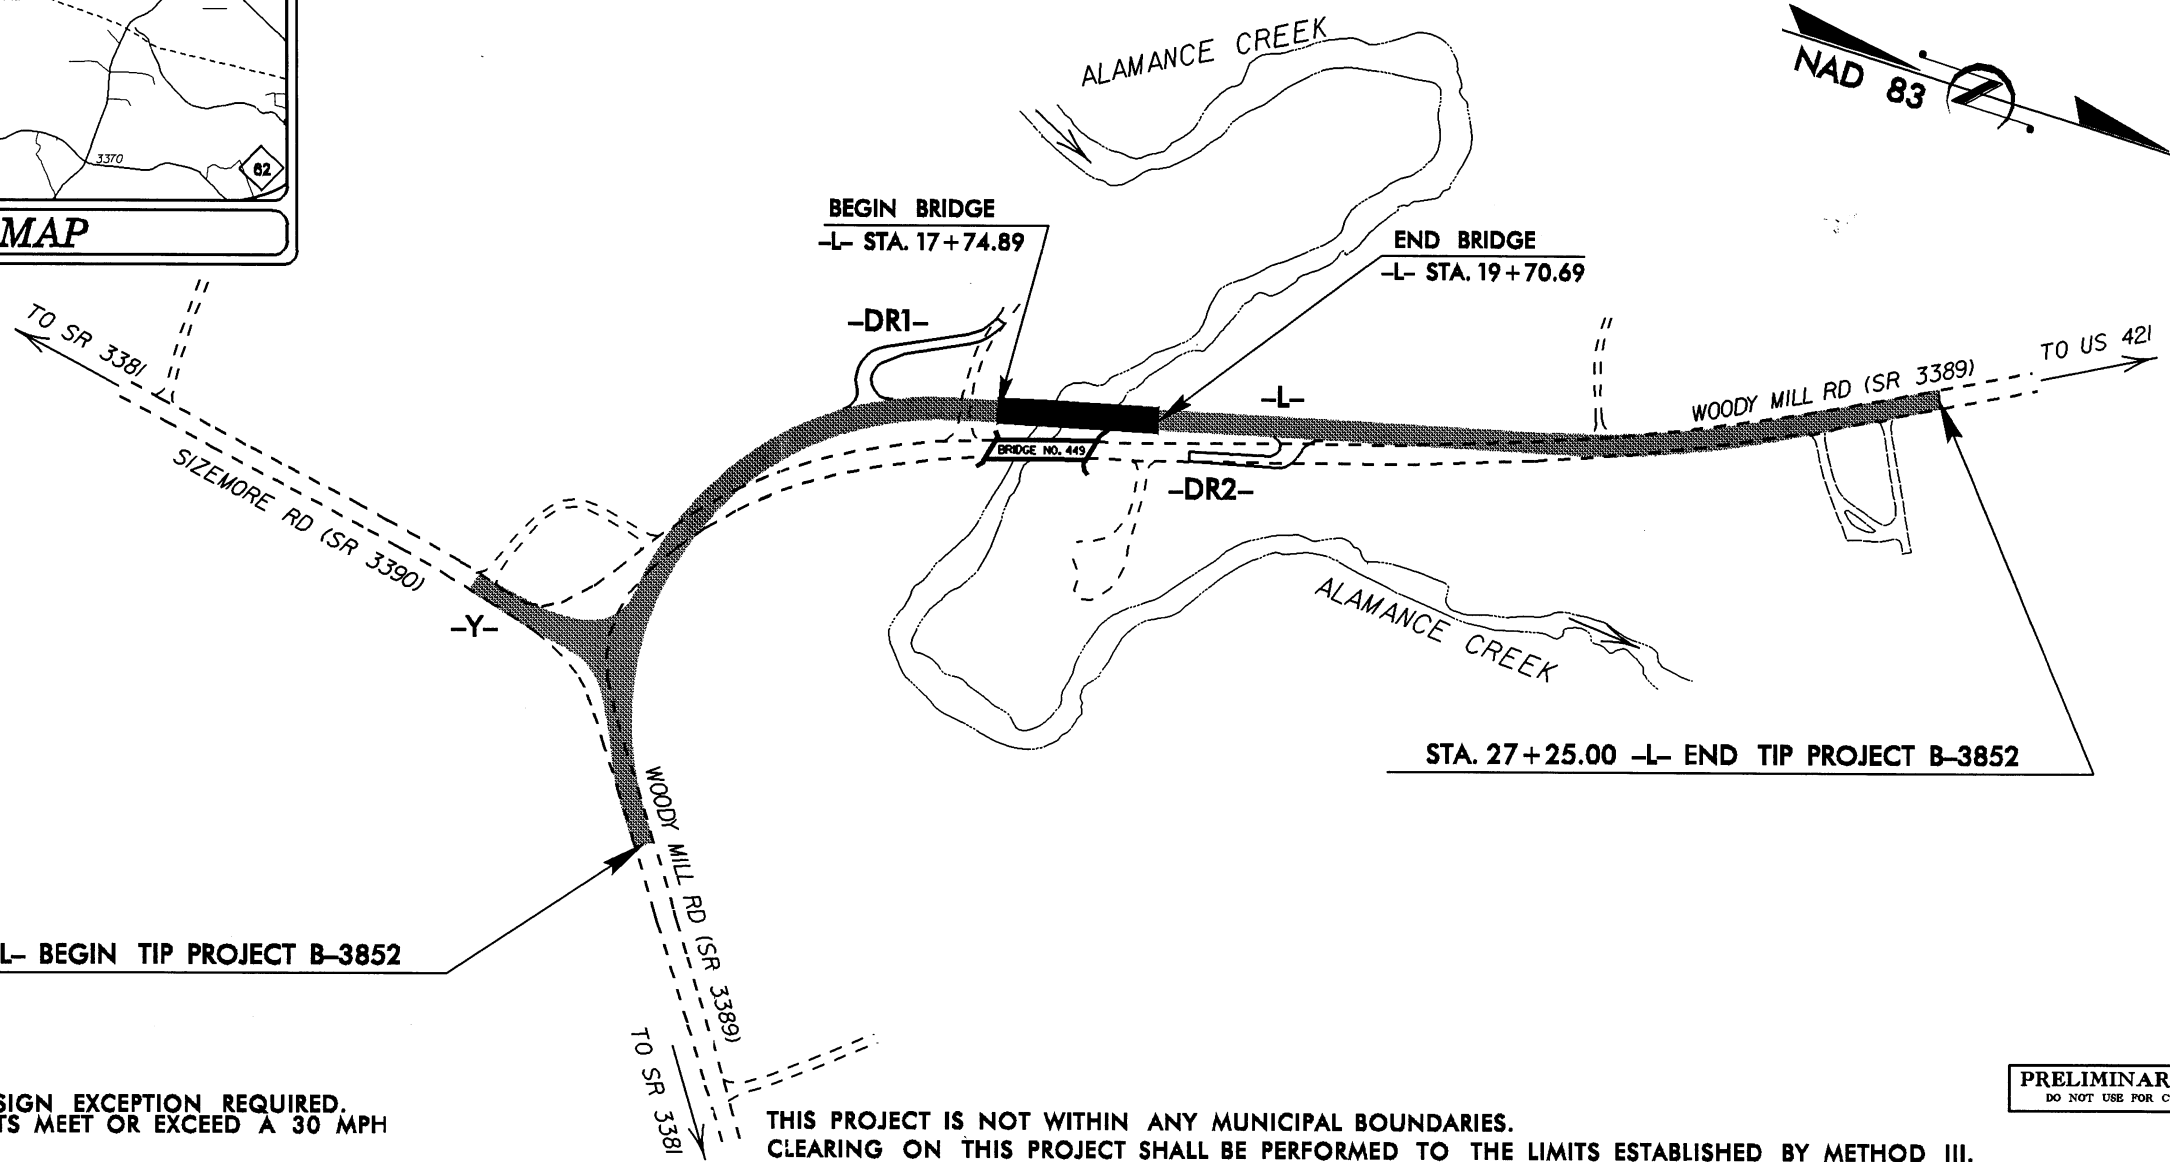 ALAMANCE CREEK
NAD 83
3370
62
MAP
BEGIN BRIDGE
-L- STA. 17+74.89
END BRIDGE
-L- STA. 19+70.69
-DR1-
TO SR 3381
TO US 421
WOODY MILL RD (SR 3389)
-L-
BRIDGE NO. 449
-DR2-
SIZEMORE RD (SR 3390)
-Y-
ALAMANCE CREEK
STA. 27+25.00 -L- END TIP PROJECT B-3852
WOODY MILL RD (SR 3389)
L- BEGIN TIP PROJECT B-3852
TO SR 3381
PRELIMINAR
DO NOT USE FOR C
SIGN EXCEPTION REQUIRED.
TS MEET OR EXCEED A 30 MPH
THIS PROJECT IS NOT WITHIN ANY MUNICIPAL BOUNDARIES.
CLEARING ON THIS PROJECT SHALL BE PERFORMED TO THE LIMITS ESTABLISHED BY METHOD III.